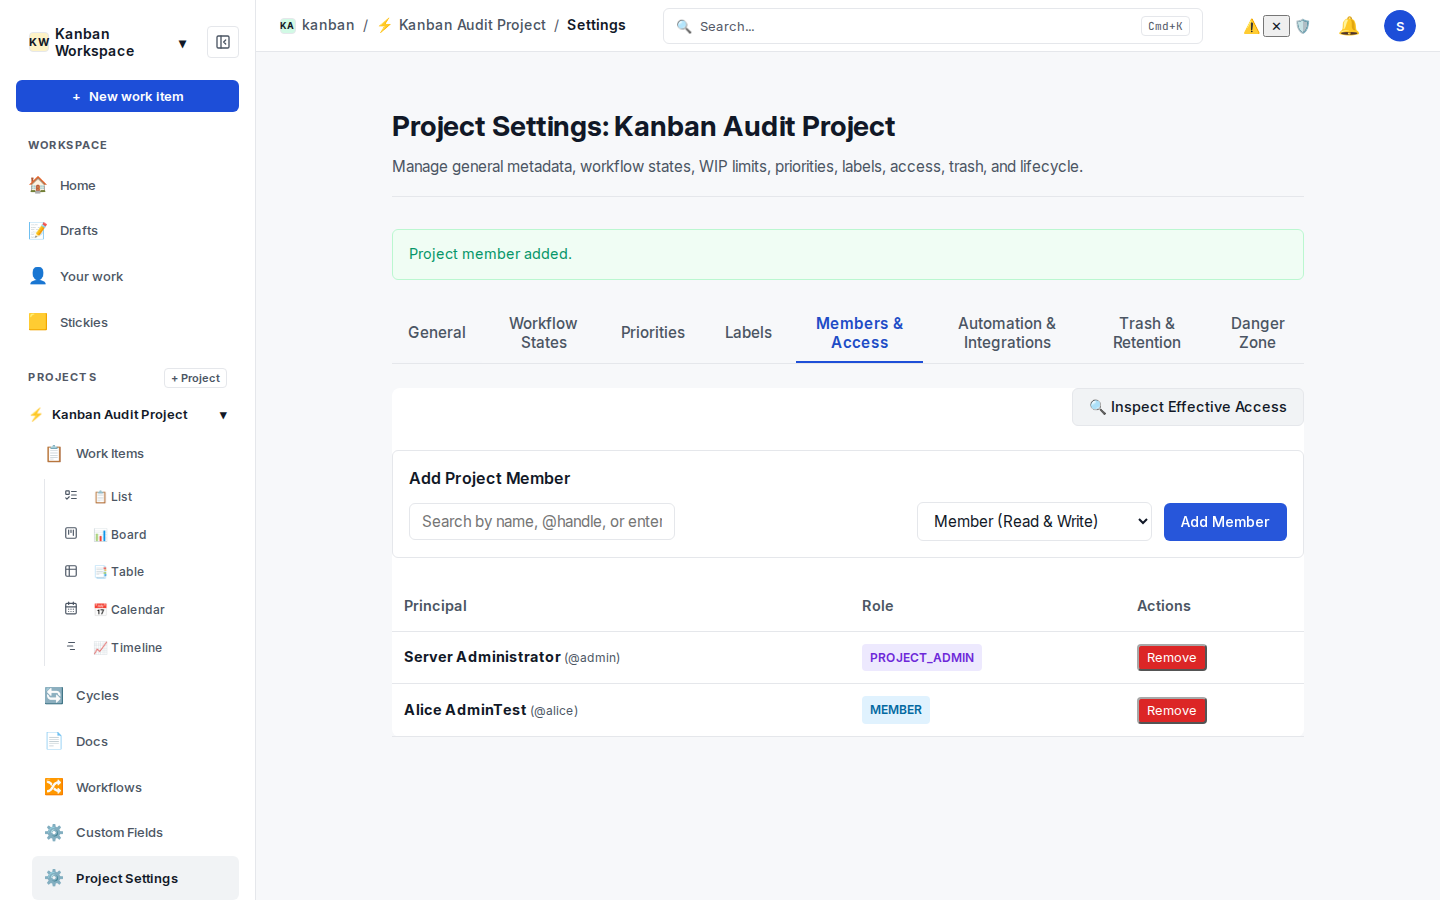 KW Kanban Workspace ▼
+ New work item
WORKSPACE
Home
Drafts
Your work
Stickies
PROJECTS + Project
Kanban Audit Project ▼
Work Items
List
Board
Table
Calendar
Timeline
Cycles
Docs
Workflows
Custom Fields
Project Settings
KA kanban / Kanban Audit Project / Settings
Search... Cmd+K
✕
S
Project Settings: Kanban Audit Project
Manage general metadata, workflow states, WIP limits, priorities, labels, access, trash, and lifecycle.
Project member added.
General
Workflow States
Priorities
Labels
Members & Access
Automation & Integrations
Trash & Retention
Danger Zone
Inspect Effective Access
Add Project Member
Search by name, @handle, or enter
Member (Read & Write)
Add Member
Principal Role Actions
Server Administrator (@admin) PROJECT_ADMIN Remove
Alice AdminTest (@alice) MEMBER Remove